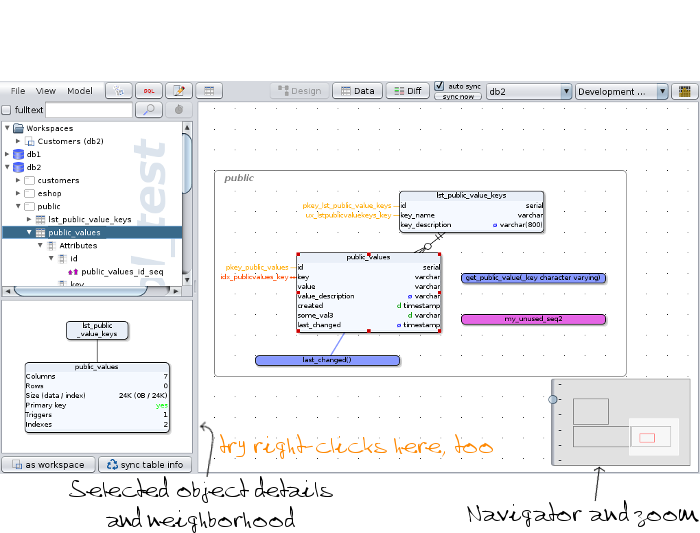 File View Model SQL Design Data Diff auto sync sync now db2 Development ...
fulltext
Workspaces
Customers (db2)
db1
db2
customers
eshop
public
lst_public_value_keys
public_values
Attributes
id
public_values_id_seq
key
public
lst_public_value_keys
pkey_lst_public_value_keys id serial
ux_lstpublicvaluekeys_key key_name varchar
key_description ø varchar(800)
public_values
pkey_public_values id serial
idx_publicvalues_key key varchar
value varchar
value_description ø varchar
created d timestamp
some_val3 d varchar
last_changed ø timestamp
get_public_value(_key character varying)
my_unused_seq2
last_changed()
lst_public
_value_keys
public_values
Columns 7
Rows 0
Size (data / index) 24K (0B / 24K)
Primary key yes
Triggers 1
Indexes 2
as workspace sync table info
try right-clicks here, too
Selected object details
and neighborhood
Navigator and zoom